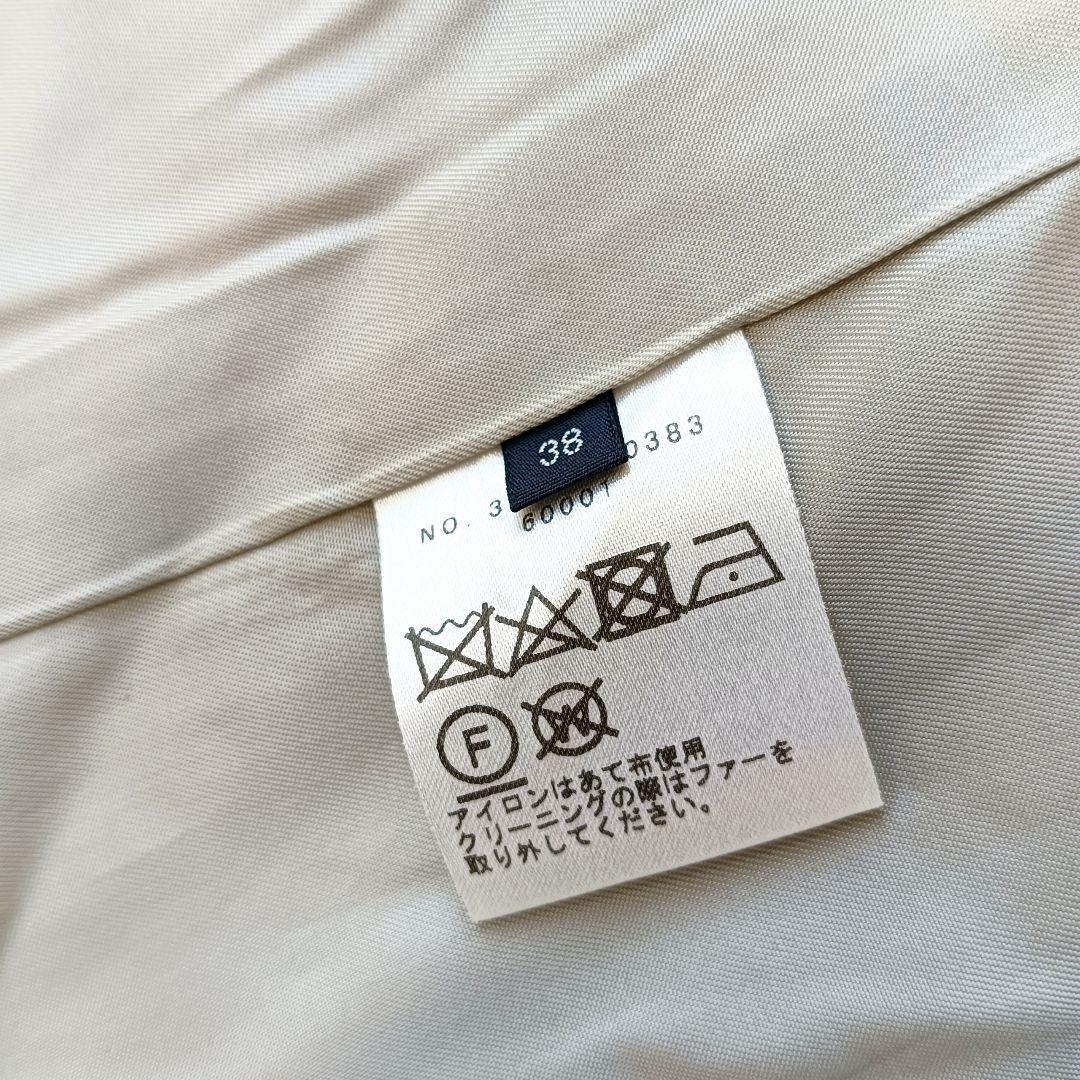 38
NO. 3 0383
60001
F
W
アイロンはあて布使用
クリーニングの際はファーを
取り外してください。